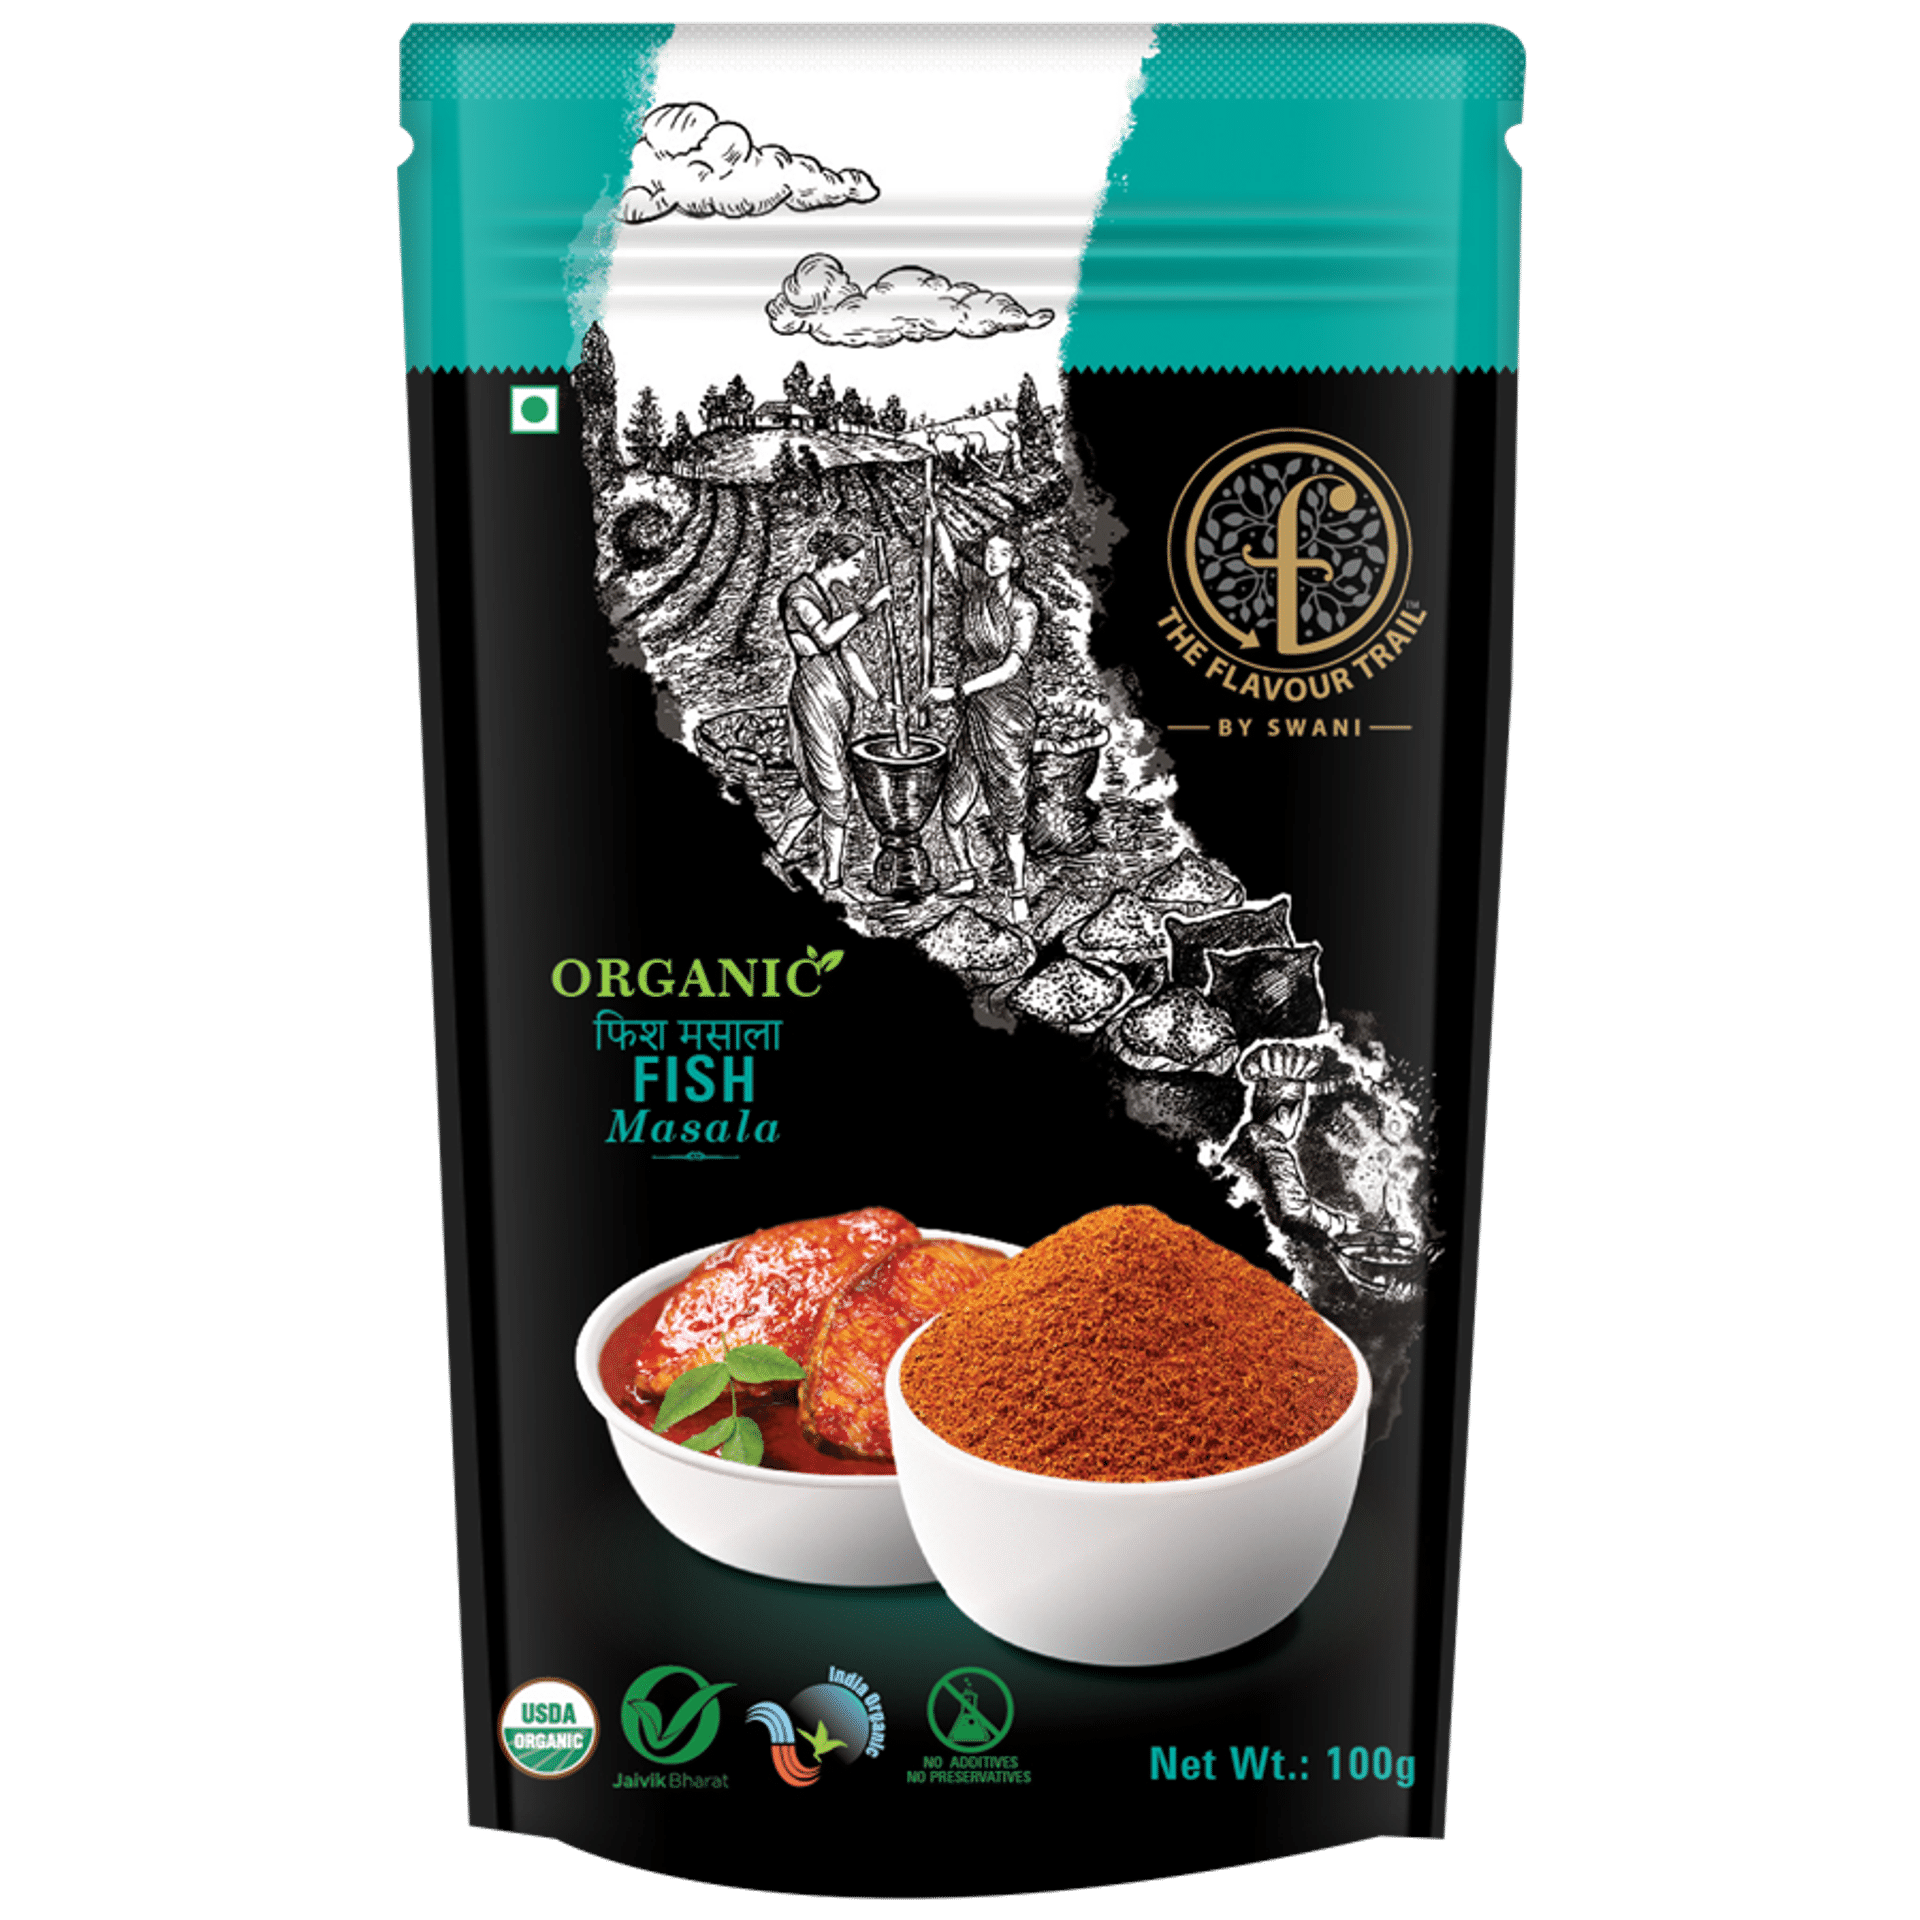 THE FLAVOUR TRAIL™
BY SWANI
ORGANIC
फिश मसाला
FISH
Masala
USDA
ORGANIC
Jaivik Bharat
India Organic
NO ADDITIVES
NO PRESERVATIVES
Net Wt.: 100g